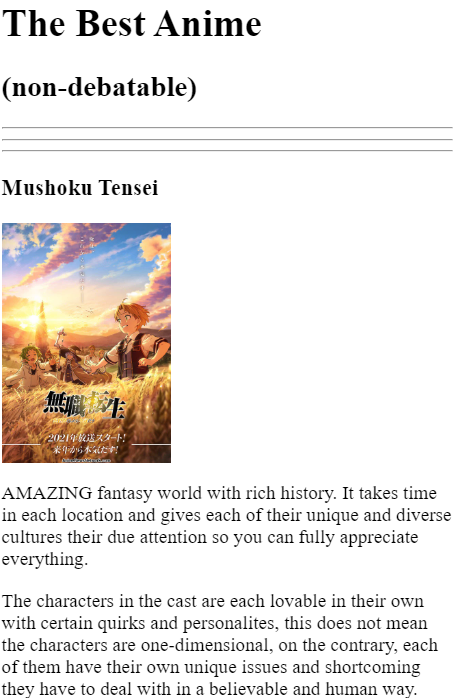 The Best Anime
(non-debatable)
Mushoku Tensei
無職転生
2021年放送スタート!
来年から本気だす!
AMAZING fantasy world with rich history. It takes time
in each location and gives each of their unique and diverse
cultures their due attention so you can fully appreciate
everything.
The characters in the cast are each lovable in their own
with certain quirks and personalites, this does not mean
the characters are one-dimensional, on the contrary, each
of them have their own unique issues and shortcoming
they have to deal with in a believable and human way.